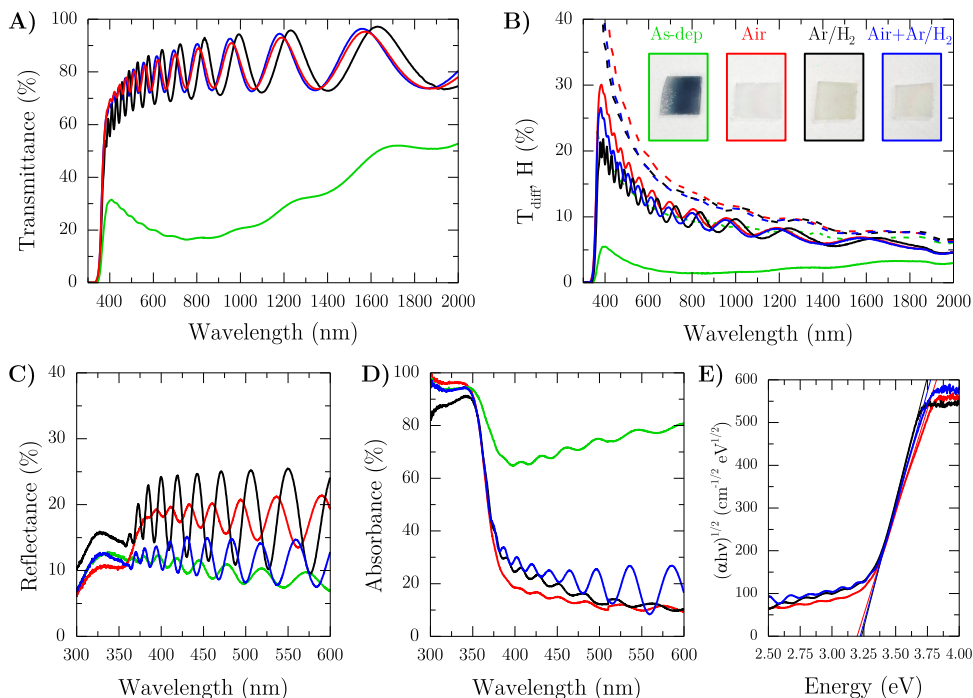 A)
Transmittance (%)
100
80
60
40
20
0
400 600 800 1000 1200 1400 1600 1800 2000
Wavelength (nm)
B)
T_diff, H (%)
40
30
20
10
0
As-dep Air Ar/H₂ Air+Ar/H₂
400 600 800 1000 1200 1400 1600 1800 2000
Wavelength (nm)
C)
Reflectance (%)
40
30
20
10
0
300 350 400 450 500 550 600
Wavelength (nm)
D)
Absorbance (%)
100
80
60
40
20
0
300 350 400 450 500 550 600
Wavelength (nm)
E)
(αhν)^1/2 (cm^-1/2 eV^1/2)
600
500
400
300
200
100
0
2.50 2.75 3.00 3.25 3.50 3.75 4.00
Energy (eV)